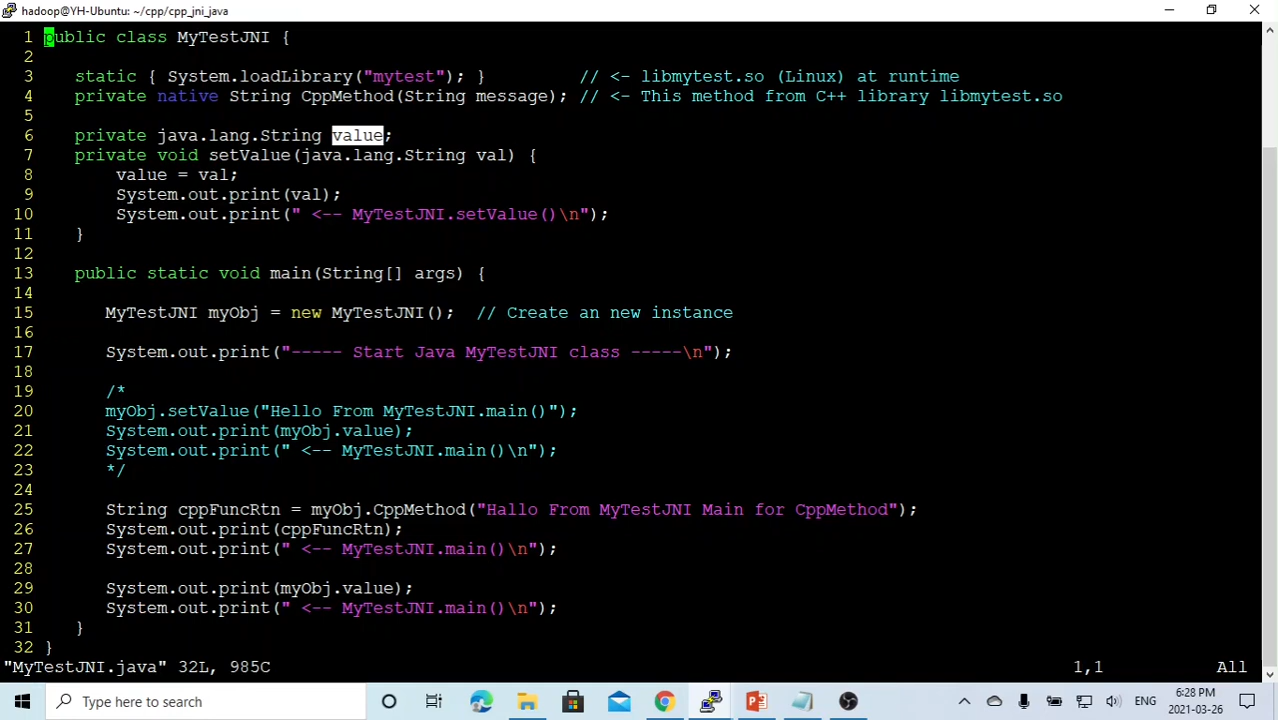 hadoop@YH-Ubuntu: ~/cpp/cpp_jni_java
1 public class MyTestJNI {
2
3 static { System.loadLibrary("mytest"); } // <- libmytest.so (Linux) at runtime
4 private native String CppMethod(String message); // <- This method from C++ library libmytest.so
5
6 private java.lang.String value;
7 private void setValue(java.lang.String val) {
8 value = val;
9 System.out.print(val);
10 System.out.print(" <-- MyTestJNI.setValue()\n");
11 }
12
13 public static void main(String[] args) {
14
15 MyTestJNI myObj = new MyTestJNI(); // Create an new instance
16
17 System.out.print("----- Start Java MyTestJNI class -----\n");
18
19 /*
20 myObj.setValue("Hello From MyTestJNI.main()");
21 System.out.print(myObj.value);
22 System.out.print(" <-- MyTestJNI.main()\n");
23 */
24
25 String cppFuncRtn = myObj.CppMethod("Hallo From MyTestJNI Main for CppMethod");
26 System.out.print(cppFuncRtn);
27 System.out.print(" <-- MyTestJNI.main()\n");
28
29 System.out.print(myObj.value);
30 System.out.print(" <-- MyTestJNI.main()\n");
31 }
32 }
"MyTestJNI.java" 32L, 985C 1,1 All
Type here to search
ENG
6:28 PM
2021-03-26